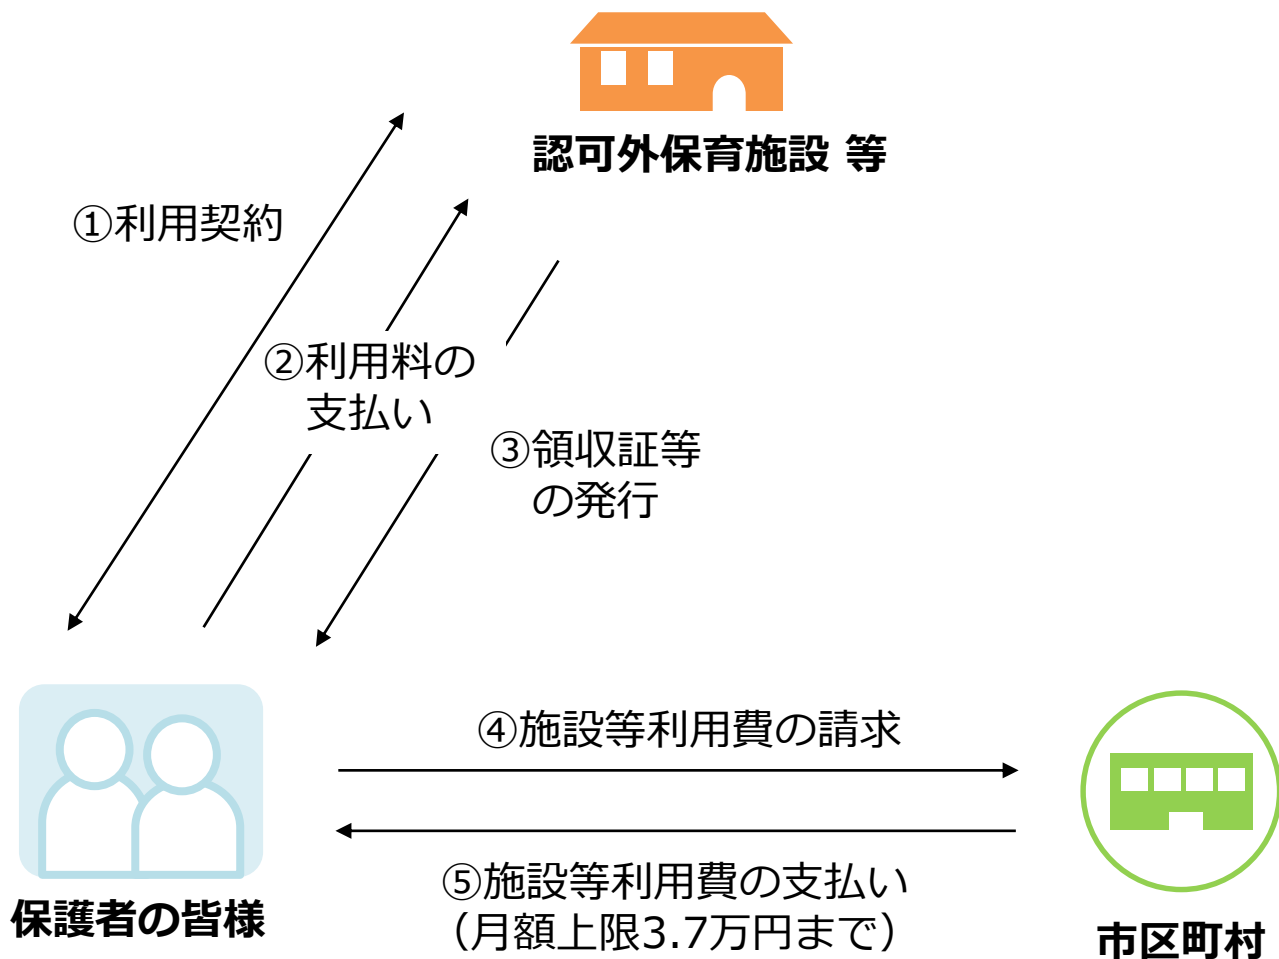 認可外保育施設 等
①利用契約
②利用料の
支払い
③領収証等
の発行
④施設等利用費の請求
⑤施設等利用費の支払い
（月額上限3.7万円まで）
保護者の皆様
市区町村